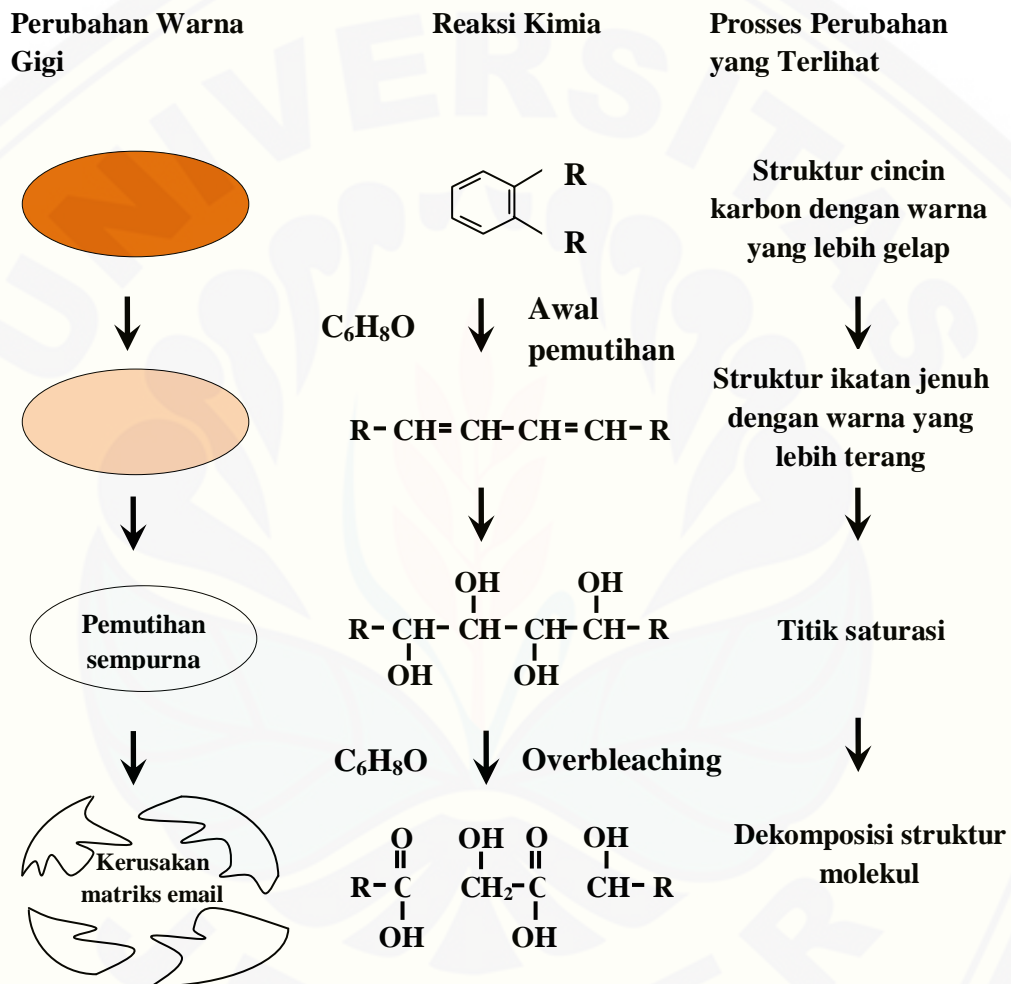 Perubahan Warna
Gigi
Reaksi Kimia
Prosses Perubahan
yang Terlihat
R
R
Struktur cincin
karbon dengan warna
yang lebih gelap
C₆H₈O
Awal
pemutihan
R-CH=CH-CH=CH-R
Struktur ikatan jenuh
dengan warna yang
lebih terang
Pemutihan
sempurna
OH OH
R-CH-CH-CH-CH-R
OH OH
Titik saturasi
C₆H₈O
Overbleaching
Kerusakan
matriks email
O OH O OH
R-C CH₂-C CH-R
OH OH
Dekomposisi struktur
molekul
UNIVERSITAS